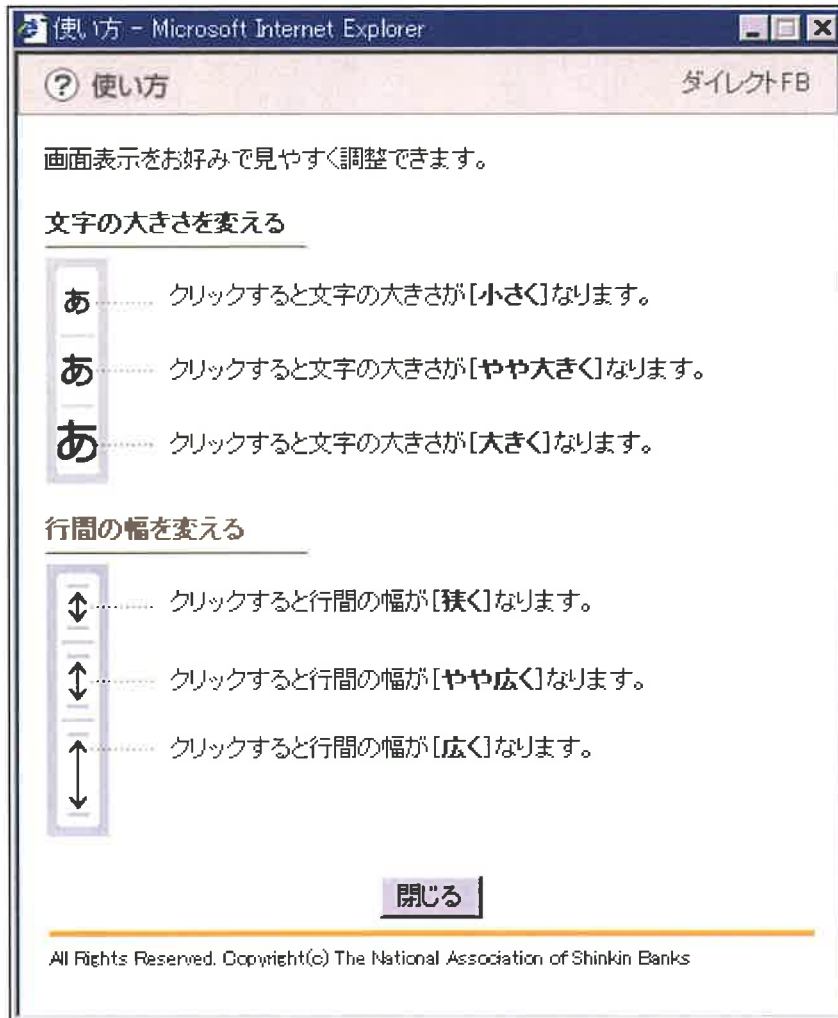 使い方 - Microsoft Internet Explorer
? 使い方
ダイレクトFB
画面表示をお好みで見やすく調整できます。
文字の大きさを変える
あ クリックすると文字の大きさが[小さく]なります。
あ クリックすると文字の大きさが[やや大きく]なります。
あ クリックすると文字の大きさが[大きく]なります。
行間の幅を変える
クリックすると行間の幅が[狭く]なります。
クリックすると行間の幅が[やや広く]なります。
クリックすると行間の幅が[広く]なります。
閉じる
All Rights Reserved. Copyright(c) The National Association of Shinkin Banks